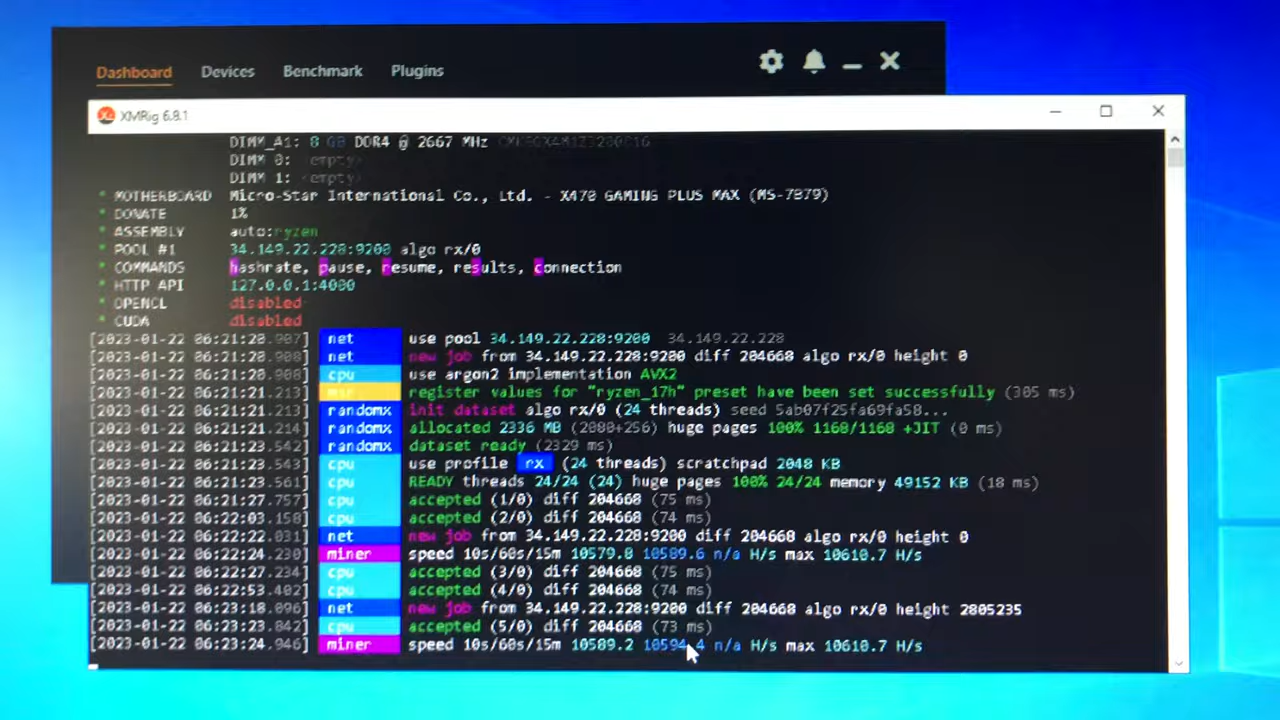 Dashboard Devices Benchmark Plugins
XMRig 6.8.1
DIMM_A1: 8 GB DDR4 @ 2667 MHz
DIMM 0: (empty)
DIMM 1: (empty)
* MOTHERBOARD Micro-Star International Co., Ltd. - X470 GAMING PLUS MAX (MS-7B79)
* DONATE 1%
* ASSEMBLY auto:ryzen
* POOL #1 34.149.22.228:9200 algo rx/0
* COMMANDS hashrate, pause, resume, results, connection
* HTTP API 127.0.0.1:4000
* OPENCL disabled
* CUDA disabled
[2023-01-22 06:21:20.907] net use pool 34.149.22.228:9200 34.149.22.228
[2023-01-22 06:21:20.908] net new job from 34.149.22.228:9200 diff 204668 algo rx/0 height 0
[2023-01-22 06:21:20.908] cpu use argon2 implementation AVX2
[2023-01-22 06:21:21.213] msr register values for "ryzen_17h" preset have been set successfully (305 ms)
[2023-01-22 06:21:21.213] randomx init dataset algo rx/0 (24 threads) seed 5ab07f25fa69fa58...
[2023-01-22 06:21:21.214] randomx allocated 2336 MB (2080+256) huge pages 100% 1168/1168 +JIT (0 ms)
[2023-01-22 06:21:23.542] randomx dataset ready (2329 ms)
[2023-01-22 06:21:23.543] cpu use profile rx (24 threads) scratchpad 2048 KB
[2023-01-22 06:21:23.561] cpu READY threads 24/24 (24) huge pages 100% 24/24 memory 49152 KB (18 ms)
[2023-01-22 06:21:27.757] cpu accepted (1/0) diff 204668 (75 ms)
[2023-01-22 06:22:03.158] cpu accepted (2/0) diff 204668 (74 ms)
[2023-01-22 06:22:22.031] net new job from 34.149.22.228:9200 diff 204668 algo rx/0 height 0
[2023-01-22 06:22:24.230] miner speed 10s/60s/15m 10579.8 10589.6 n/a H/s max 10610.7 H/s
[2023-01-22 06:22:27.234] cpu accepted (3/0) diff 204668 (75 ms)
[2023-01-22 06:22:53.402] cpu accepted (4/0) diff 204668 (74 ms)
[2023-01-22 06:23:18.096] net new job from 34.149.22.228:9200 diff 204668 algo rx/0 height 2805235
[2023-01-22 06:23:23.842] cpu accepted (5/0) diff 204668 (73 ms)
[2023-01-22 06:23:24.946] miner speed 10s/60s/15m 10589.2 10594.4 n/a H/s max 10610.7 H/s